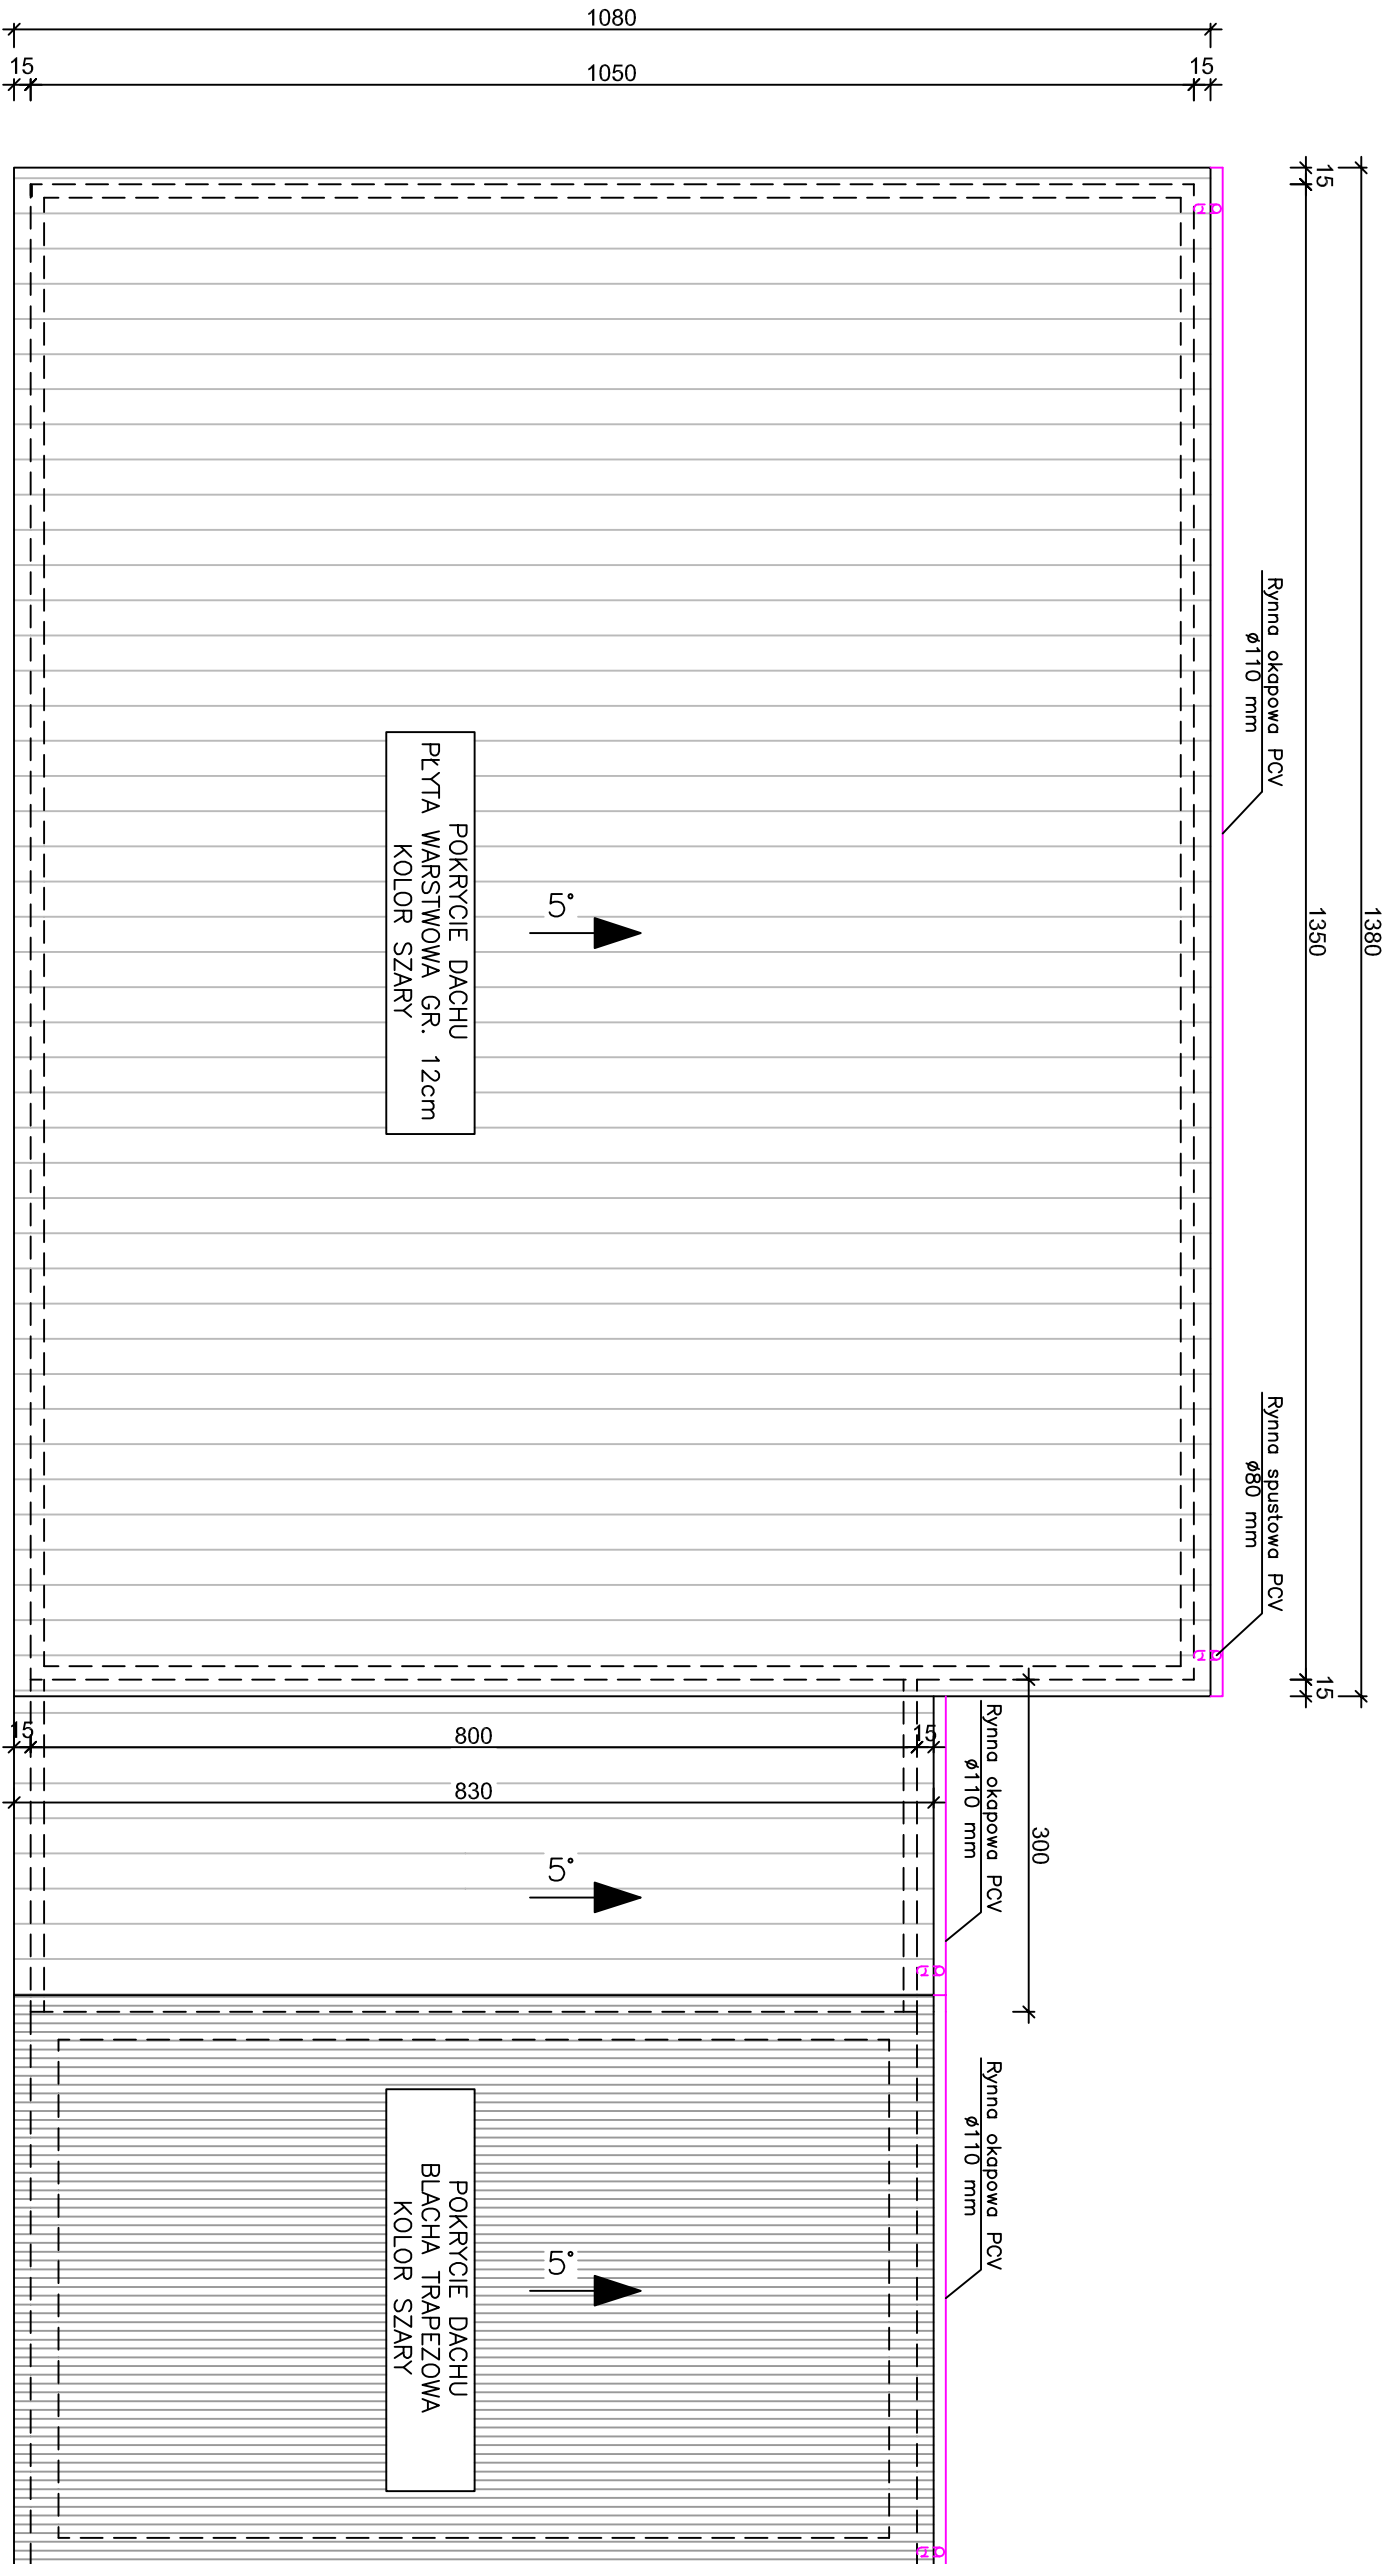 1080
15
1050
15
15
1350
1380
15
Rynna okapowa PCV
ø110 mm
Rynna spustowa PCV
ø80 mm
POKRYCIE DACHU
PŁYTA WARSTWOWA GR. 12cm
KOLOR SZARY
5°
15
800
15
830
300
Rynna okapowa PCV
ø110 mm
5°
Rynna okapowa PCV
ø110 mm
POKRYCIE DACHU
BLACHA TRAPEZOWA
KOLOR SZARY
5°